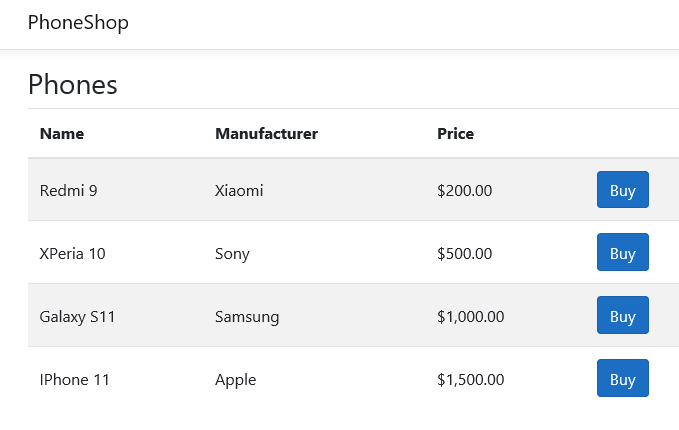 PhoneShop
Phones
Name Manufacturer Price
Redmi 9 Xiaomi $200.00 Buy
XPeria 10 Sony $500.00 Buy
Galaxy S11 Samsung $1,000.00 Buy
IPhone 11 Apple $1,500.00 Buy